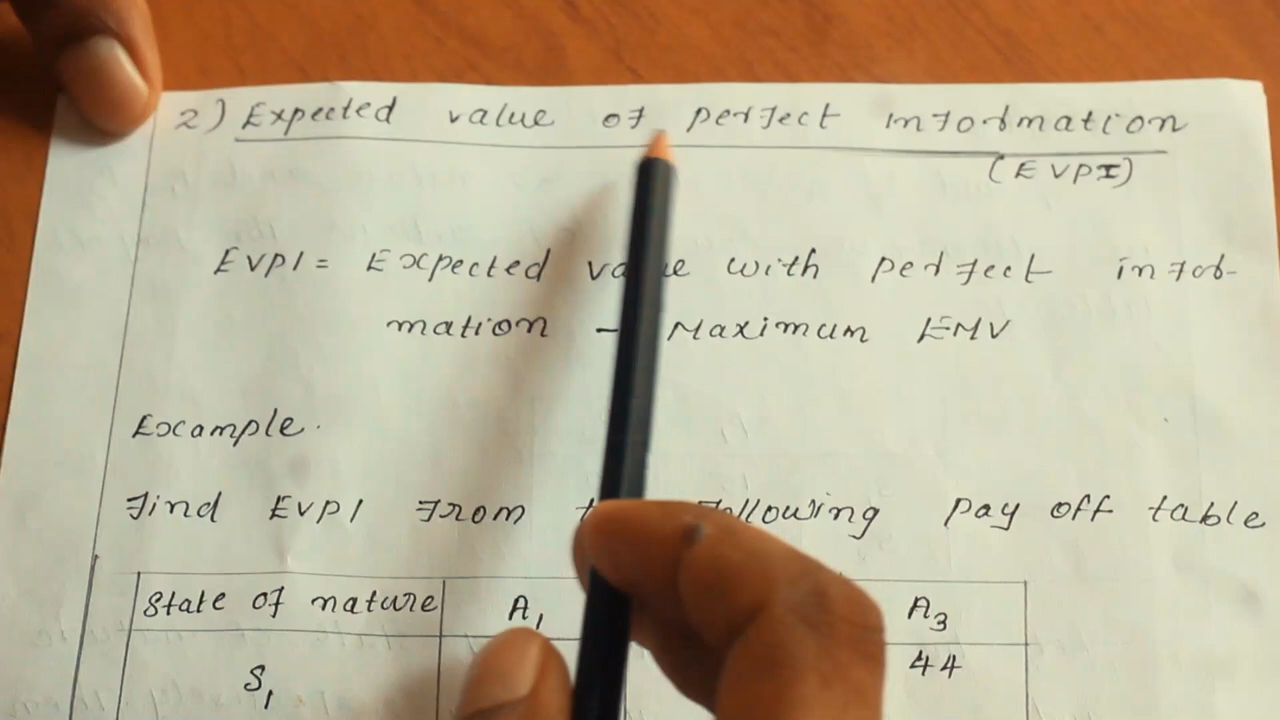 2) Expected value of perfect information
(EVPI)
EVPI = Expected value with perfect infor-
mation - Maximum EMV
Example.
Find EVPI from following pay off table
State of nature A1 A3
S1 44